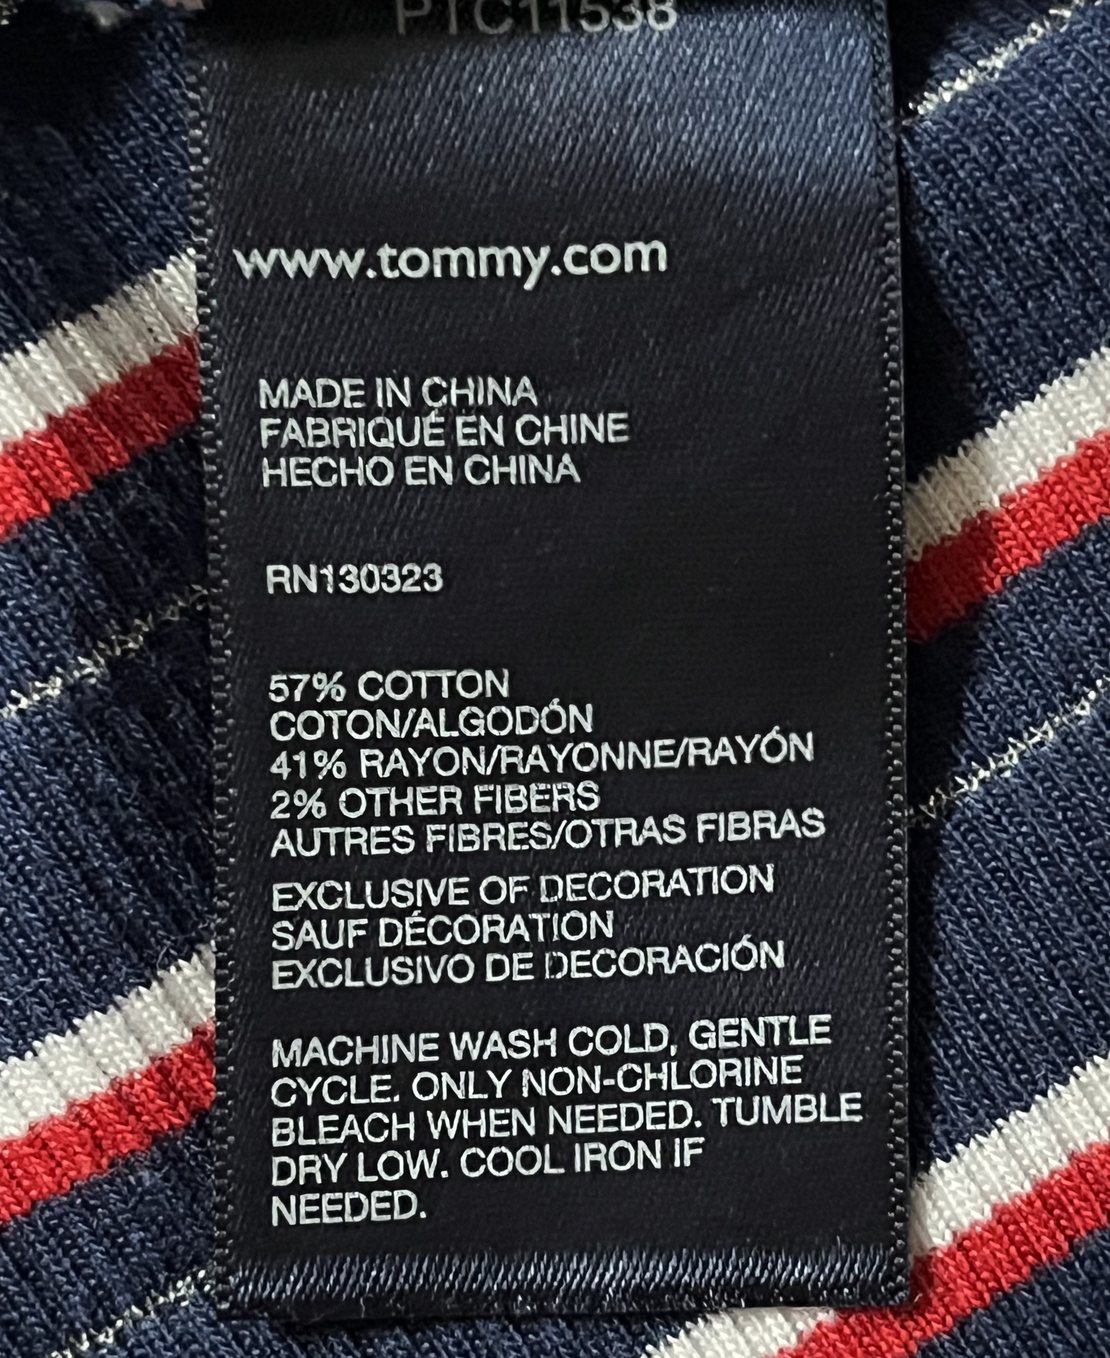 PTC11538
www.tommy.com
MADE IN CHINA
FABRIQUÉ EN CHINE
HECHO EN CHINA
RN130323
57% COTTON
COTON/ALGODÓN
41% RAYON/RAYONNE/RAYÓN
2% OTHER FIBERS
AUTRES FIBRES/OTRAS FIBRAS
EXCLUSIVE OF DECORATION
SAUF DÉCORATION
EXCLUSIVO DE DECORACIÓN
MACHINE WASH COLD, GENTLE
CYCLE. ONLY NON-CHLORINE
BLEACH WHEN NEEDED. TUMBLE
DRY LOW. COOL IRON IF
NEEDED.